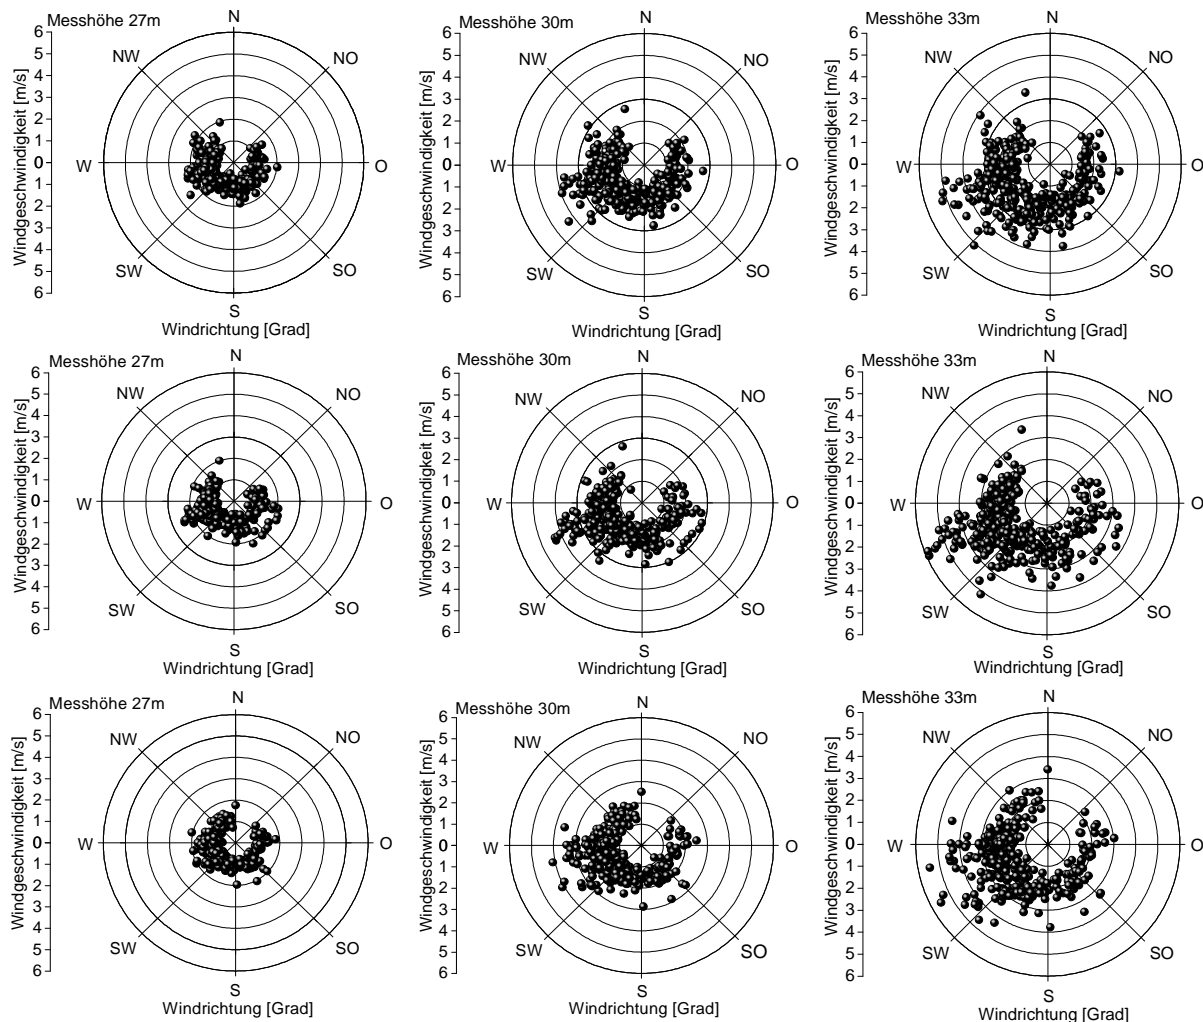 Messhöhe 27m
N
NW
NO
W
O
SW
SO
S
6
5
4
3
2
1
0
1
2
3
4
5
6
Windgeschwindigkeit [m/s]
Windrichtung [Grad]
Messhöhe 30m
N
NW
NO
W
O
SW
SO
S
6
5
4
3
2
1
0
1
2
3
4
5
6
Windgeschwindigkeit [m/s]
Windrichtung [Grad]
Messhöhe 33m
N
NW
NO
W
O
SW
SO
S
6
5
4
3
2
1
0
1
2
3
4
5
6
Windgeschwindigkeit [m/s]
Windrichtung [Grad]
Messhöhe 27m
N
NW
NO
W
O
SW
SO
S
6
5
4
3
2
1
0
1
2
3
4
5
6
Windgeschwindigkeit [m/s]
Windrichtung [Grad]
Messhöhe 30m
N
NW
NO
W
O
SW
SO
S
6
5
4
3
2
1
0
1
2
3
4
5
6
Windgeschwindigkeit [m/s]
Windrichtung [Grad]
Messhöhe 33m
N
NW
NO
W
O
SW
SO
S
6
5
4
3
2
1
0
1
2
3
4
5
6
Windgeschwindigkeit [m/s]
Windrichtung [Grad]
Messhöhe 27m
N
NW
NO
W
O
SW
SO
S
6
5
4
3
2
1
0
1
2
3
4
5
6
Windgeschwindigkeit [m/s]
Windrichtung [Grad]
Messhöhe 30m
N
NW
NO
W
O
SW
SO
S
6
5
4
3
2
1
0
1
2
3
4
5
6
Windgeschwindigkeit [m/s]
Windrichtung [Grad]
Messhöhe 33m
N
NW
NO
W
O
SW
SO
S
6
5
4
3
2
1
0
1
2
3
4
5
6
Windgeschwindigkeit [m/s]
Windrichtung [Grad]